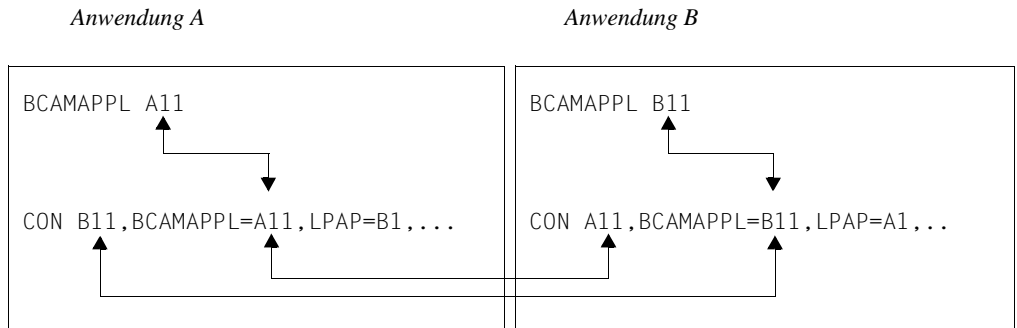 Anwendung A
Anwendung B
BCAMAPPL A11
CON B11,BCAMAPPL=A11,LPAP=B1,...
BCAMAPPL B11
CON A11,BCAMAPPL=B11,LPAP=A1,..